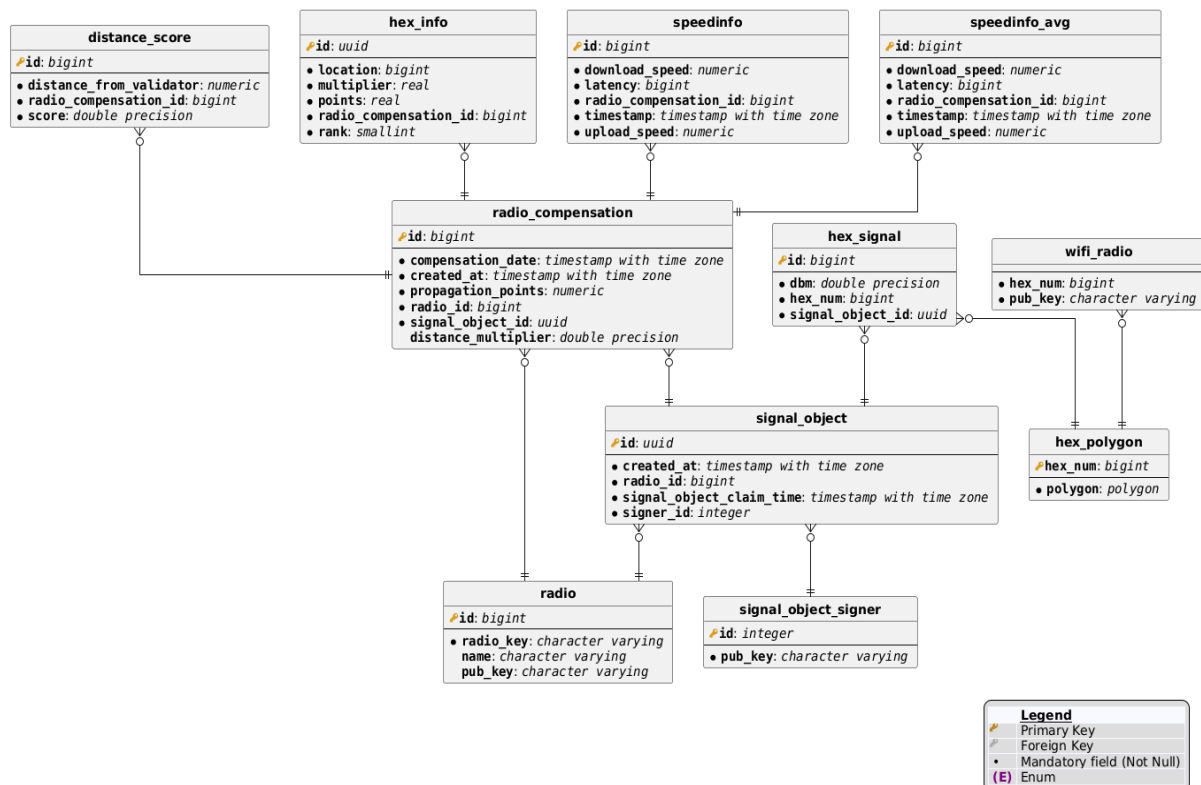 distance_score
id: bigint
• distance_from_validator: numeric
• radio_compensation_id: bigint
• score: double precision
hex_info
id: uuid
• location: bigint
• multiplier: real
• points: real
• radio_compensation_id: bigint
• rank: smallint
speedinfo
id: bigint
• download_speed: numeric
• latency: bigint
• radio_compensation_id: bigint
• timestamp: timestamp with time zone
• upload_speed: numeric
speedinfo_avg
id: bigint
• download_speed: numeric
• latency: bigint
• radio_compensation_id: bigint
• timestamp: timestamp with time zone
• upload_speed: numeric
radio_compensation
id: bigint
• compensation_date: timestamp with time zone
• created_at: timestamp with time zone
• propagation_points: numeric
• radio_id: bigint
• signal_object_id: uuid
distance_multiplier: double precision
hex_signal
id: bigint
• dbm: double precision
• hex_num: bigint
• signal_object_id: uuid
wifi_radio
• hex_num: bigint
• pub_key: character varying
signal_object
id: uuid
• created_at: timestamp with time zone
• radio_id: bigint
• signal_object_claim_time: timestamp with time zone
• signer_id: integer
hex_polygon
hex_num: bigint
• polygon: polygon
radio
id: bigint
• radio_key: character varying
name: character varying
pub_key: character varying
signal_object_signer
id: integer
• pub_key: character varying
Legend
Primary Key
Foreign Key
• Mandatory field (Not Null)
(E) Enum